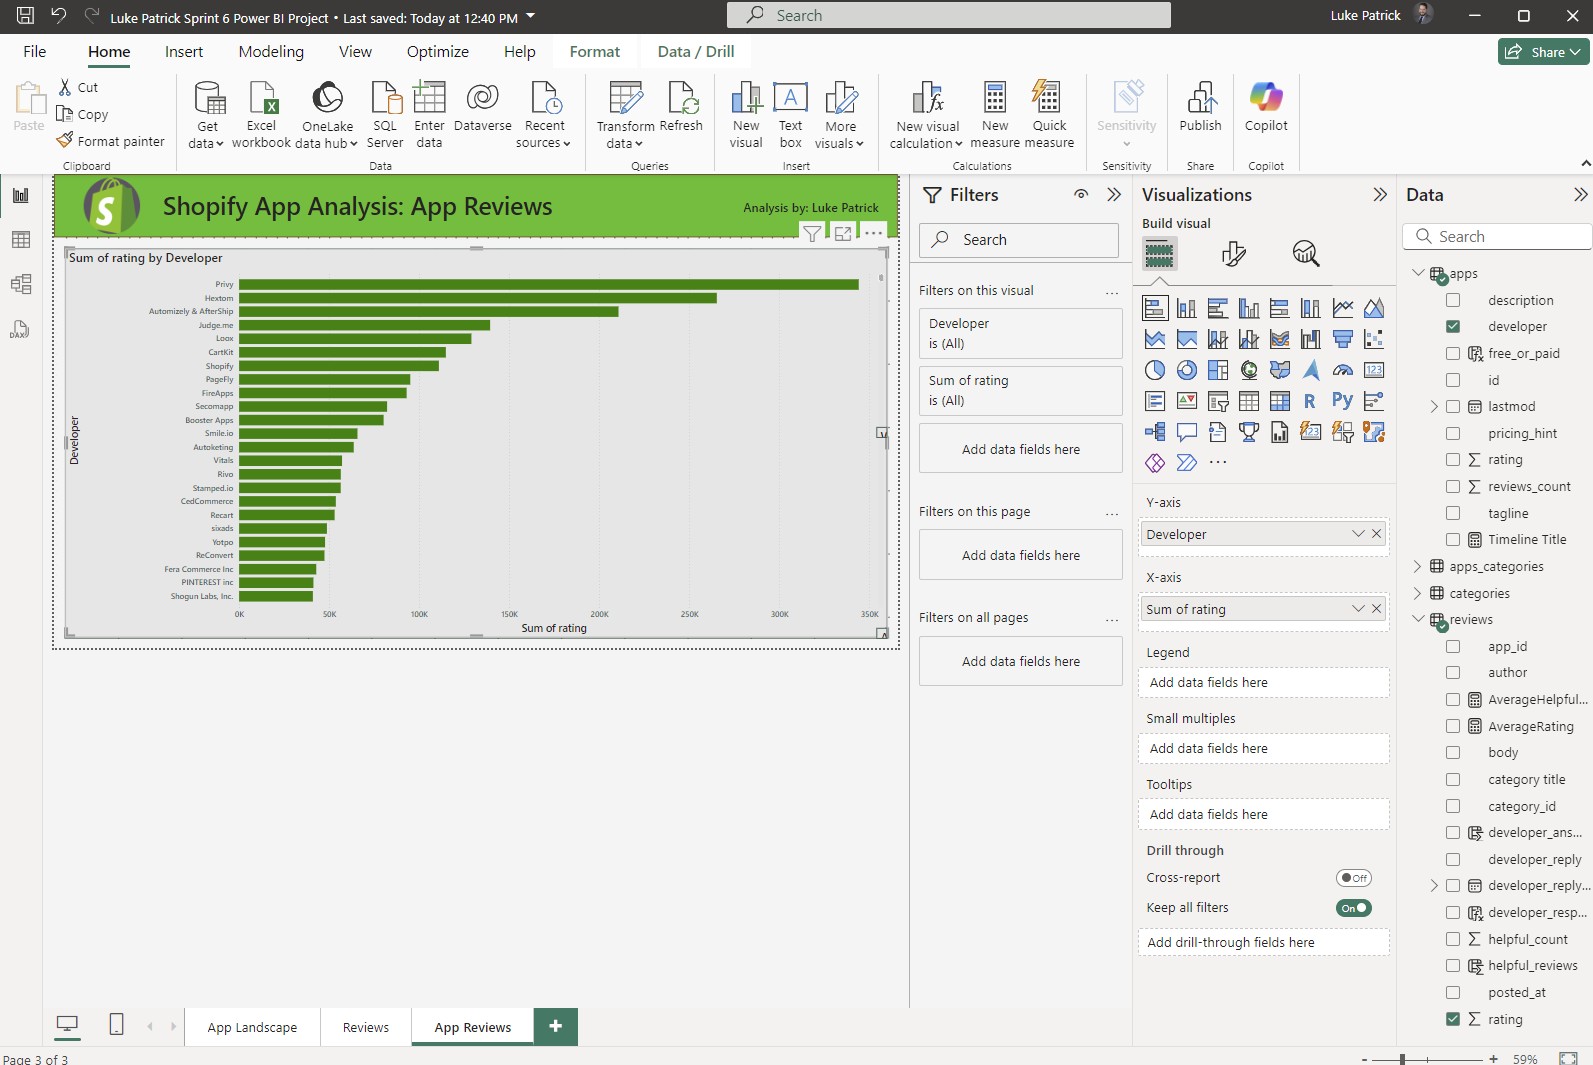 Luke Patrick Sprint 6 Power BI Project • Last saved: Today at 12:40 PM
Search
Luke Patrick
File
Home
Insert
Modeling
View
Optimize
Help
Format
Data / Drill
Share
Paste
Cut
Copy
Format painter
Clipboard
Get data
Excel workbook
OneLake data hub
SQL Server
Enter data
Dataverse
Recent sources
Data
Transform data
Refresh
Queries
New visual
Text box
More visuals
Insert
New visual calculation
New measure
Quick measure
Calculations
Sensitivity
Sensitivity
Publish
Share
Copilot
Copilot
Shopify App Analysis: App Reviews
Analysis by: Luke Patrick
Sum of rating by Developer
Developer
Privy
Hextom
Automizely & AfterShip
Judge.me
Loox
CartKit
Shopify
PageFly
FireApps
Secomapp
Booster Apps
Smile.io
Autoketing
Vitals
Rivo
Stamped.io
CedCommerce
Recart
sixads
Yotpo
ReConvert
Fera Commerce Inc
PINTEREST inc
Shogun Labs, Inc.
0K 50K 100K 150K 200K 250K 300K 350K
Sum of rating
Filters
Search
Filters on this visual
...
Developer
is (All)
Sum of rating
is (All)
Add data fields here
Filters on this page
...
Add data fields here
Filters on all pages
...
Add data fields here
Visualizations
Build visual
123
R
Py
123
...
Y-axis
Developer
X-axis
Sum of rating
Legend
Add data fields here
Small multiples
Add data fields here
Tooltips
Add data fields here
Drill through
Cross-report
Off
Keep all filters
On
Add drill-through fields here
Data
Search
apps
description
developer
free_or_paid
id
lastmod
pricing_hint
rating
reviews_count
tagline
Timeline Title
apps_categories
categories
reviews
app_id
author
AverageHelpful...
AverageRating
body
category title
category_id
developer_ans...
developer_reply
developer_reply...
developer_resp...
helpful_count
helpful_reviews
posted_at
rating
App Landscape
Reviews
App Reviews
+
Page 3 of 3
- + 59%
DAX